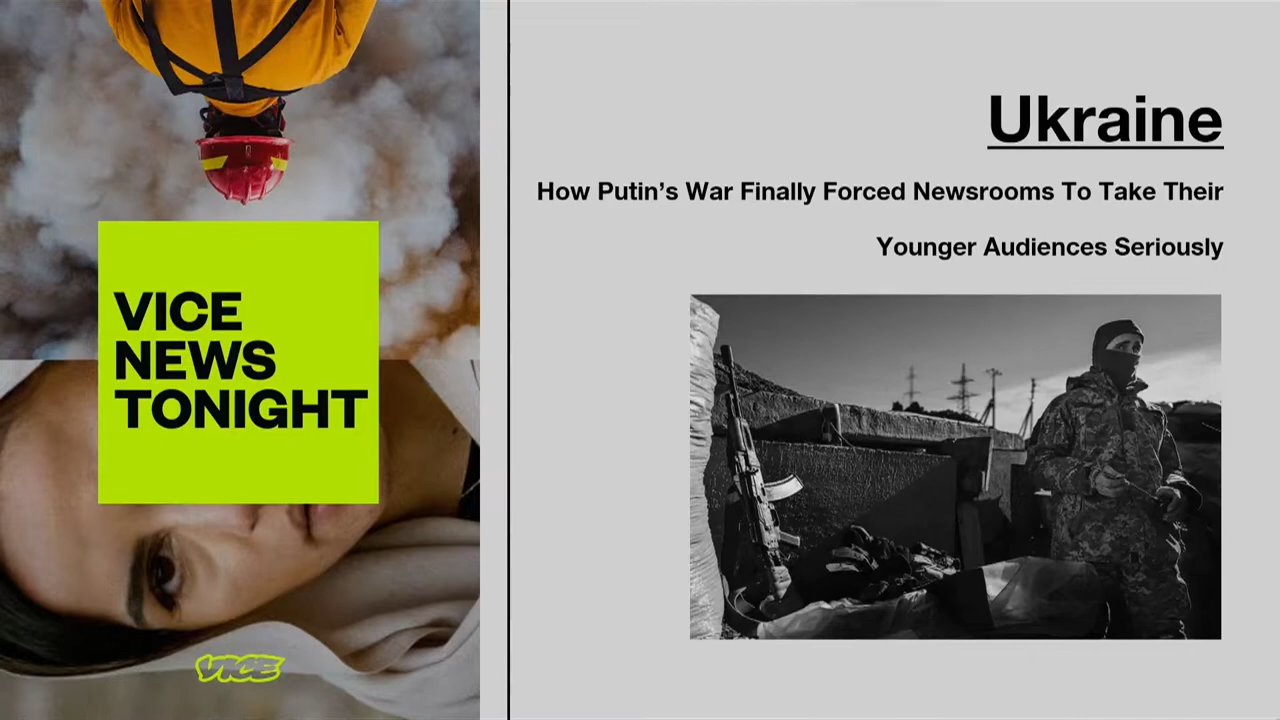 VICE
NEWS
TONIGHT
VICE
Ukraine
How Putin’s War Finally Forced Newsrooms To Take Their
Younger Audiences Seriously